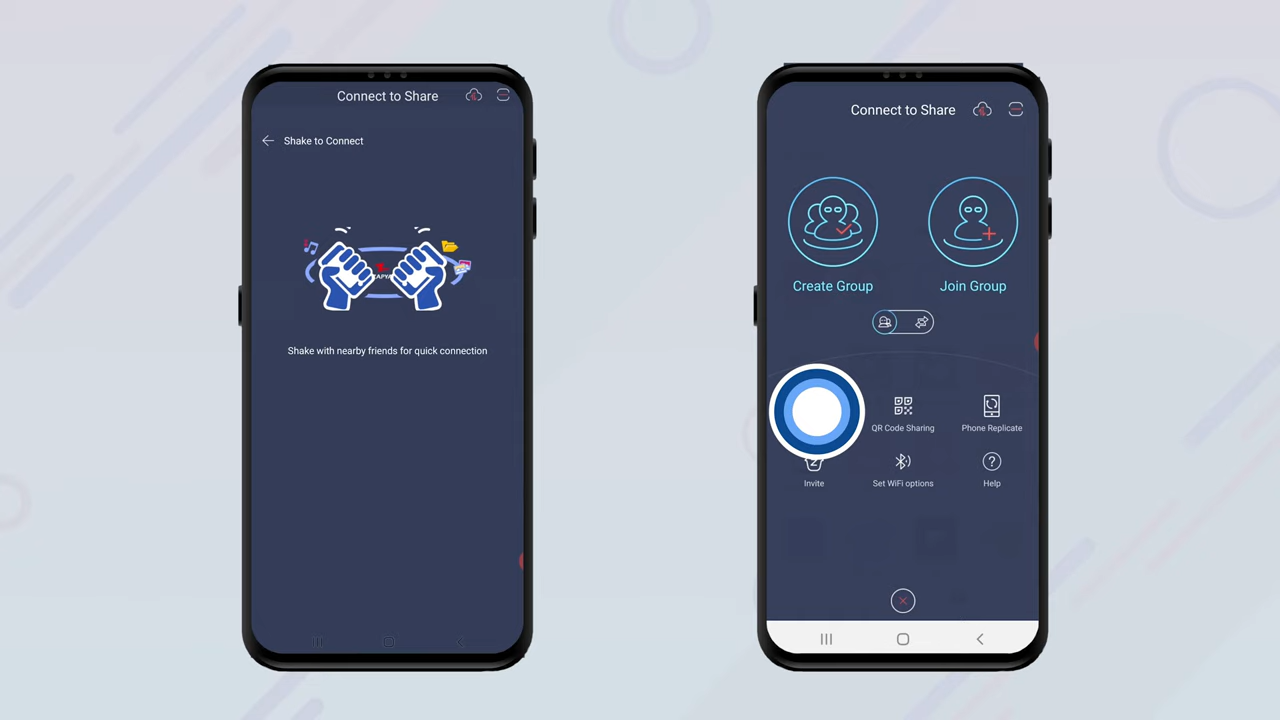 Connect to Share
Shake to Connect
Shake with nearby friends for quick connection
Connect to Share
Create Group
Join Group
QR Code Sharing
Phone Replicate
Invite
Set WiFi options
Help